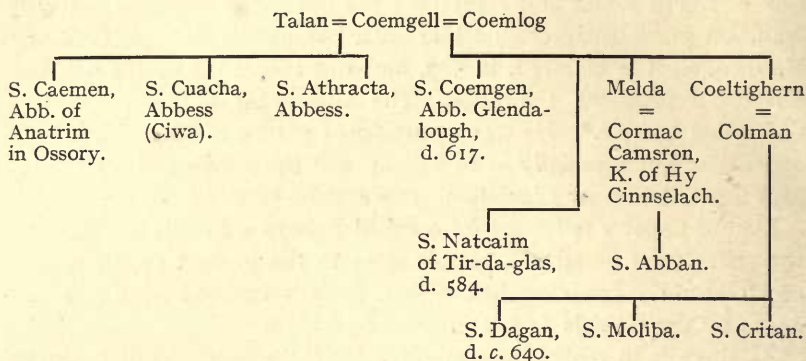 Talan = Coemgell = Coemlog
S. Caemen,
Abb. of
Anatrim
in Ossory.
S. Cuacha,
Abbess
(Ciwa).
S. Athracta,
Abbess.
S. Coemgen,
Abb. Glenda-
lough,
d. 617.
Melda
=
Cormac
Camsron,
K. of Hy
Cinnselach.
Coeltighern
=
Colman
S. Natcaim
of Tir-da-glas,
d. 584.
S. Abban.
S. Dagan,
d. c. 640.
S. Moliba.
S. Critan.